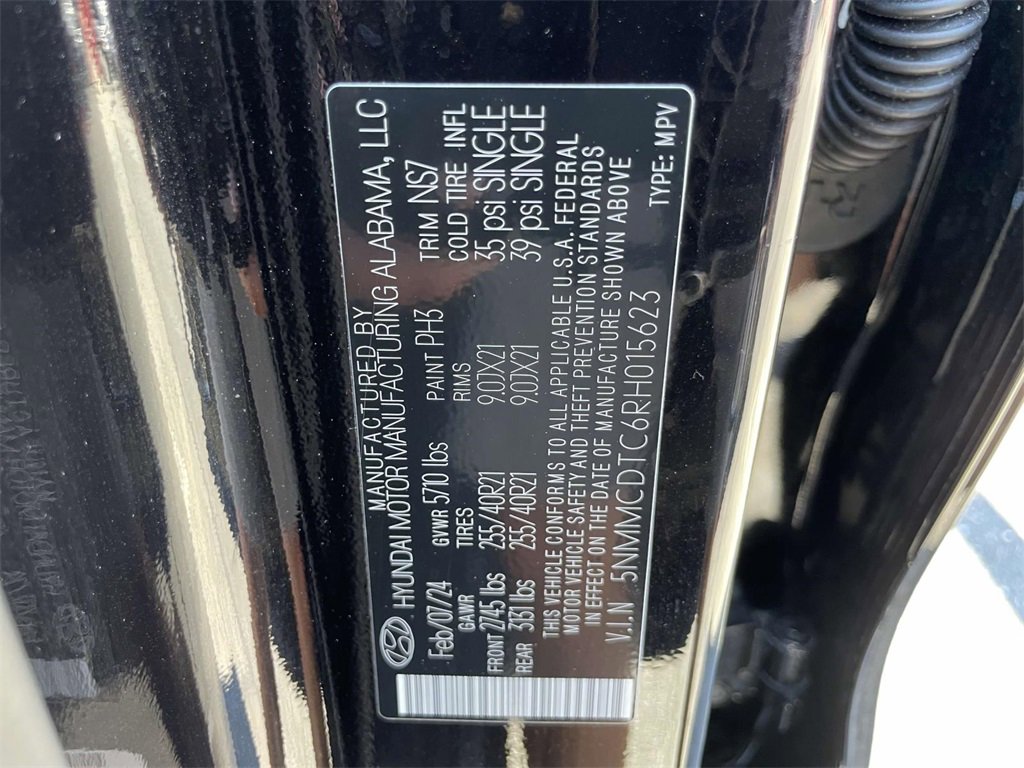 MANUFACTURED BY
HYUNDAI MOTOR MANUFACTURING ALABAMA, LLC
Feb/07/24 GVWR 5710 lbs PAINT PH3 TRIM NS7
GAWR TIRES RIMS COLD TIRE INFL
FRONT 2745 lbs 255/40R21 9.0JX21 35 psi SINGLE
REAR 3131 lbs 255/40R21 9.0JX21 39 psi SINGLE
THIS VEHICLE CONFORMS TO ALL APPLICABLE U.S.A. FEDERAL
MOTOR VEHICLE SAFETY AND THEFT PREVENTION STANDARDS
IN EFFECT ON THE DATE OF MANUFACTURE SHOWN ABOVE
V.I.N 5NMMCDTC6RH015623
TYPE: MPV